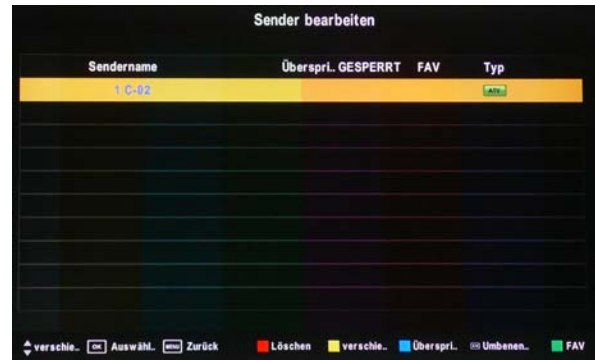 Sender bearbeiten
Sendername Überspri.. GESPERRT FAV Typ
1 C-02 ATV
verschie.. OK Auswähl.. MENU Zurück Löschen verschie.. Überspri.. Umbenen.. FAV